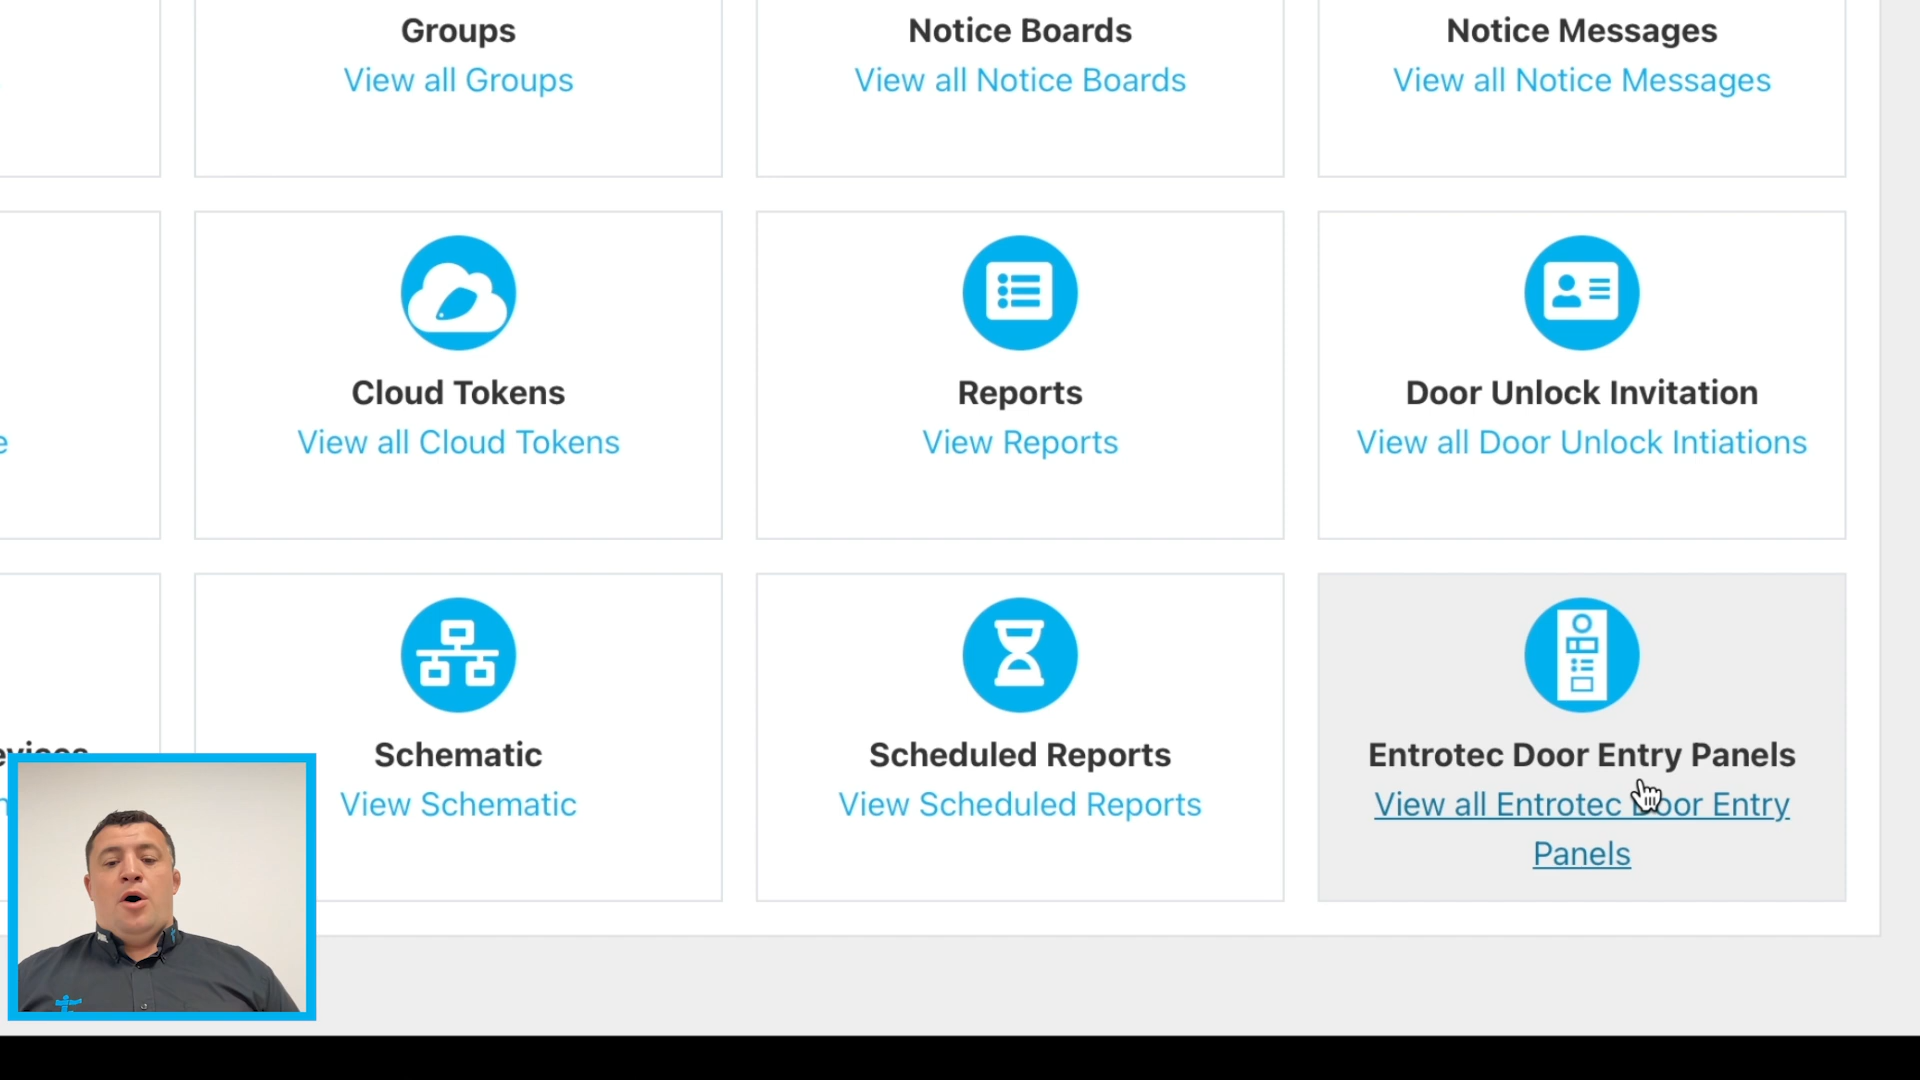 Groups
View all Groups
Notice Boards
View all Notice Boards
Notice Messages
View all Notice Messages
Cloud Tokens
View all Cloud Tokens
Reports
View Reports
Door Unlock Invitation
View all Door Unlock Intiations
Schematic
View Schematic
Scheduled Reports
View Scheduled Reports
Entrotec Door Entry Panels
View all Entrotec Door Entry
Panels